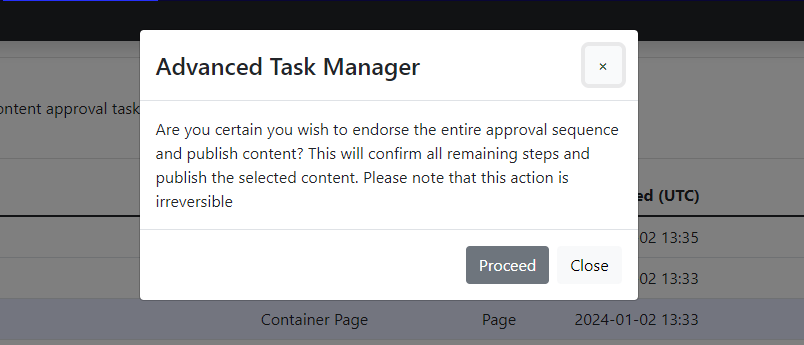 Advanced Task Manager
×
ontent approval task
Are you certain you wish to endorse the entire approval sequence
and publish content? This will confirm all remaining steps and
publish the selected content. Please note that this action is
irreversible
ed (UTC)
02 13:35
Proceed Close
02 13:33
Container Page Page 2024-01-02 13:33